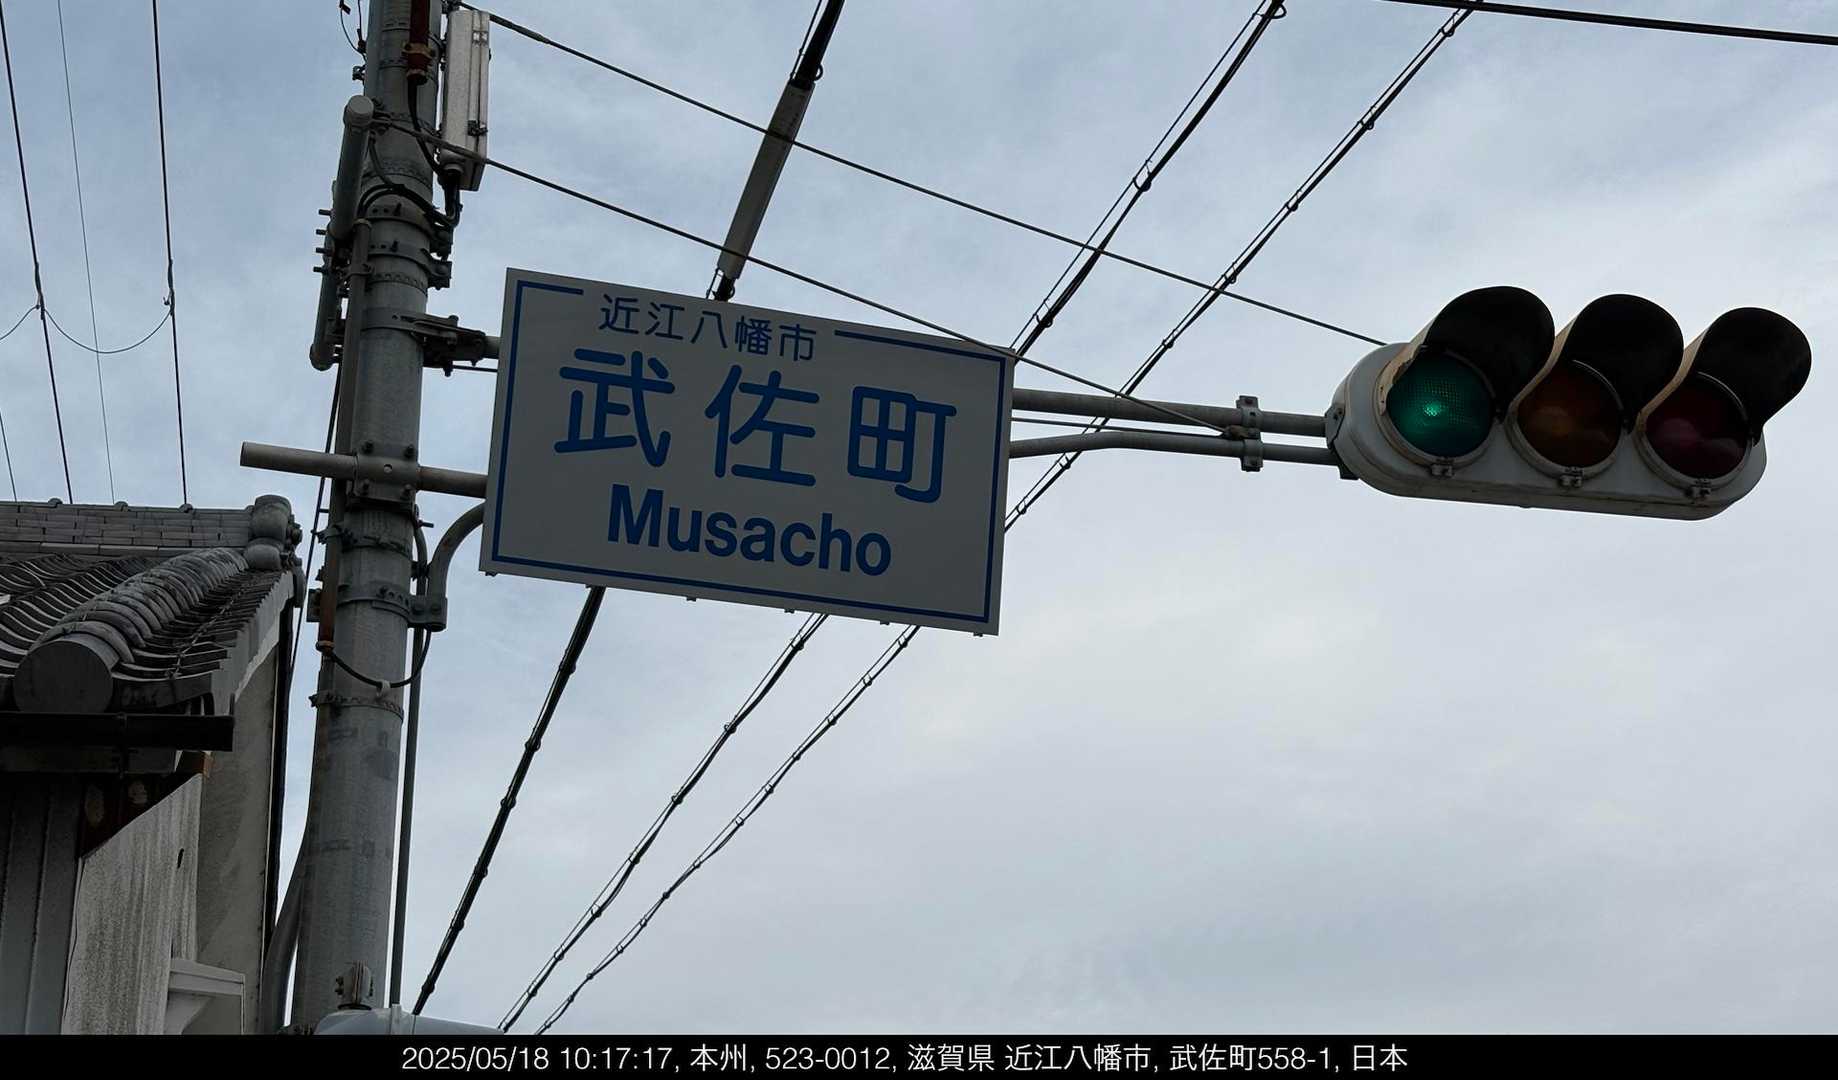 近江八幡市
武佐町
Musacho
2025/05/18 10:17:17, 本州, 523-0012, 滋賀県 近江八幡市, 武佐町558-1, 日本